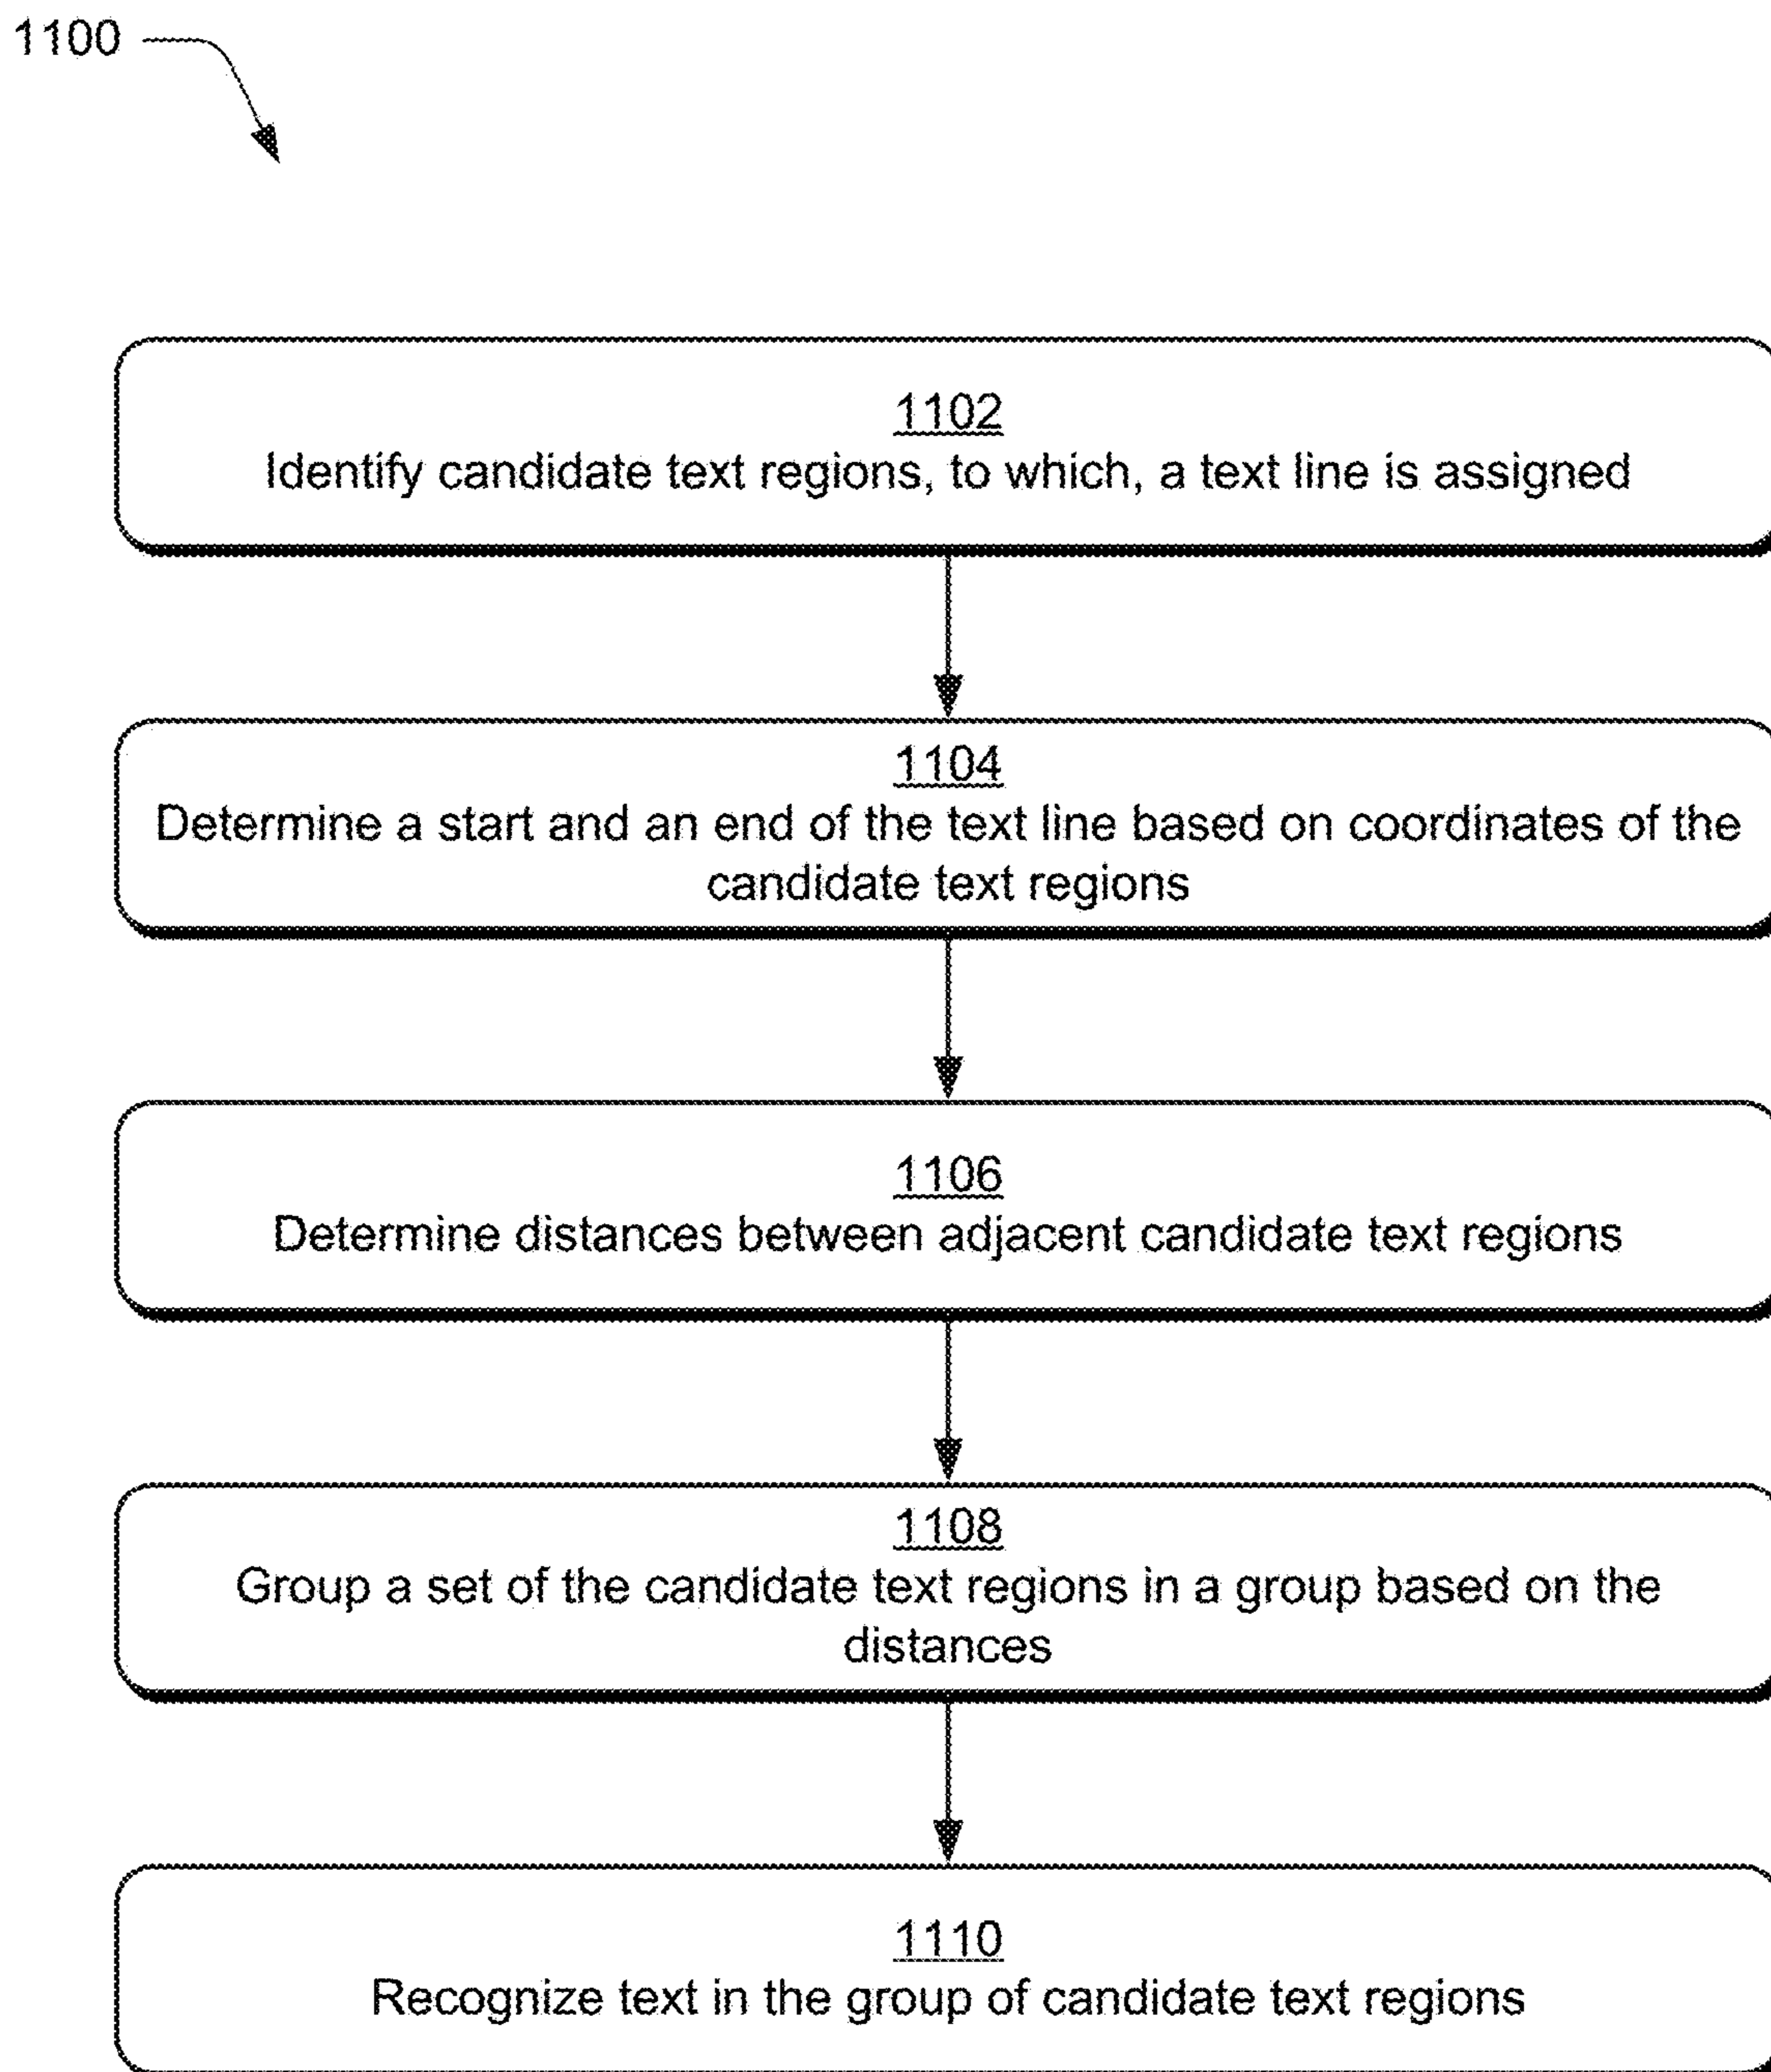 1100
1102
Identify candidate text regions, to which, a text line is assigned
1104
Determine a start and an end of the text line based on coordinates of the
candidate text regions
1106
Determine distances between adjacent candidate text regions
1108
Group a set of the candidate text regions in a group based on the
distances
1110
Recognize text in the group of candidate text regions